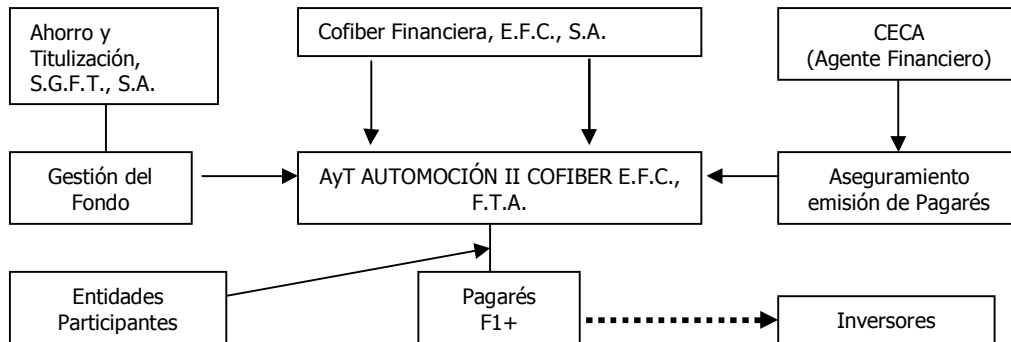 Ahorro y
Titulización,
S.G.F.T., S.A.
Cofiber Financiera, E.F.C., S.A.
CECA
(Agente Financiero)
Gestión del
Fondo
AyT AUTOMOCIÓN II COFIBER E.F.C.,
F.T.A.
Aseguramiento
emisión de Pagarés
Entidades
Participantes
Pagarés
F1+
Inversores